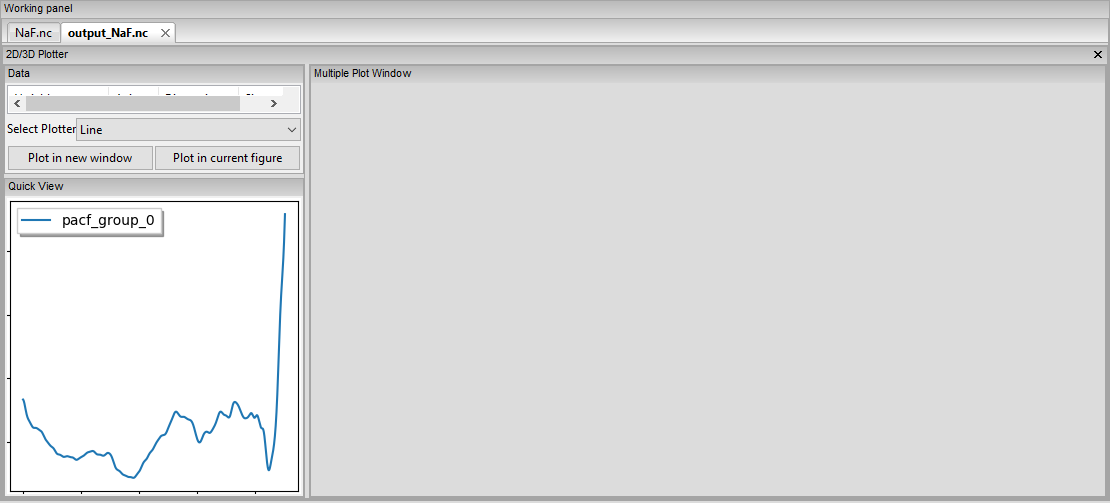 Working panel
NaF.nc output_NaF.nc
2D/3D Plotter
Data
Multiple Plot Window
Select Plotter Line
Plot in new window Plot in current figure
Quick View
pacf_group_0